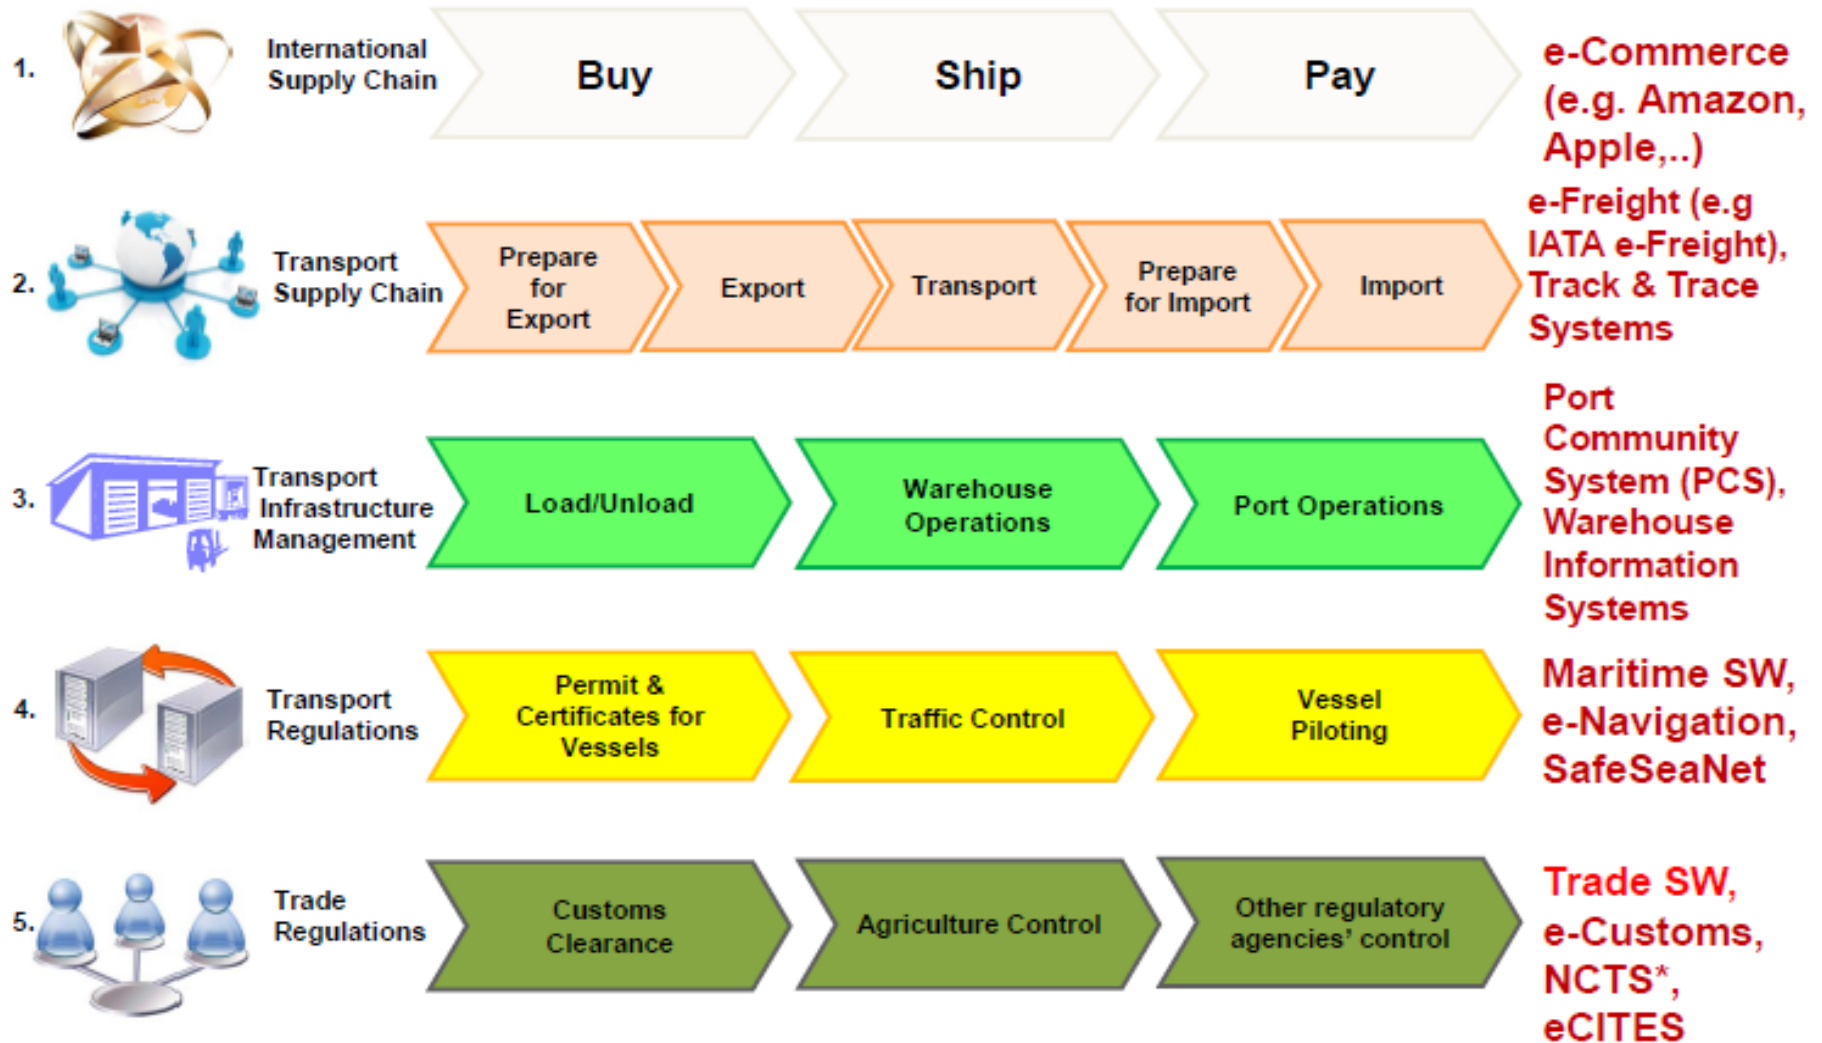 1.
International
Supply Chain
Buy
Ship
Pay
e-Commerce
(e.g. Amazon,
Apple,..)
2.
Transport
Supply Chain
Prepare
for
Export
Export
Transport
Prepare
for Import
Import
e-Freight (e.g
IATA e-Freight),
Track & Trace
Systems
3.
Transport
Infrastructure
Management
Load/Unload
Warehouse
Operations
Port Operations
Port
Community
System (PCS),
Warehouse
Information
Systems
4.
Transport
Regulations
Permit &
Certificates for
Vessels
Traffic Control
Vessel
Piloting
Maritime SW,
e-Navigation,
SafeSeaNet
5.
Trade
Regulations
Customs
Clearance
Agriculture Control
Other regulatory
agencies’ control
Trade SW,
e-Customs,
NCTS*,
eCITES